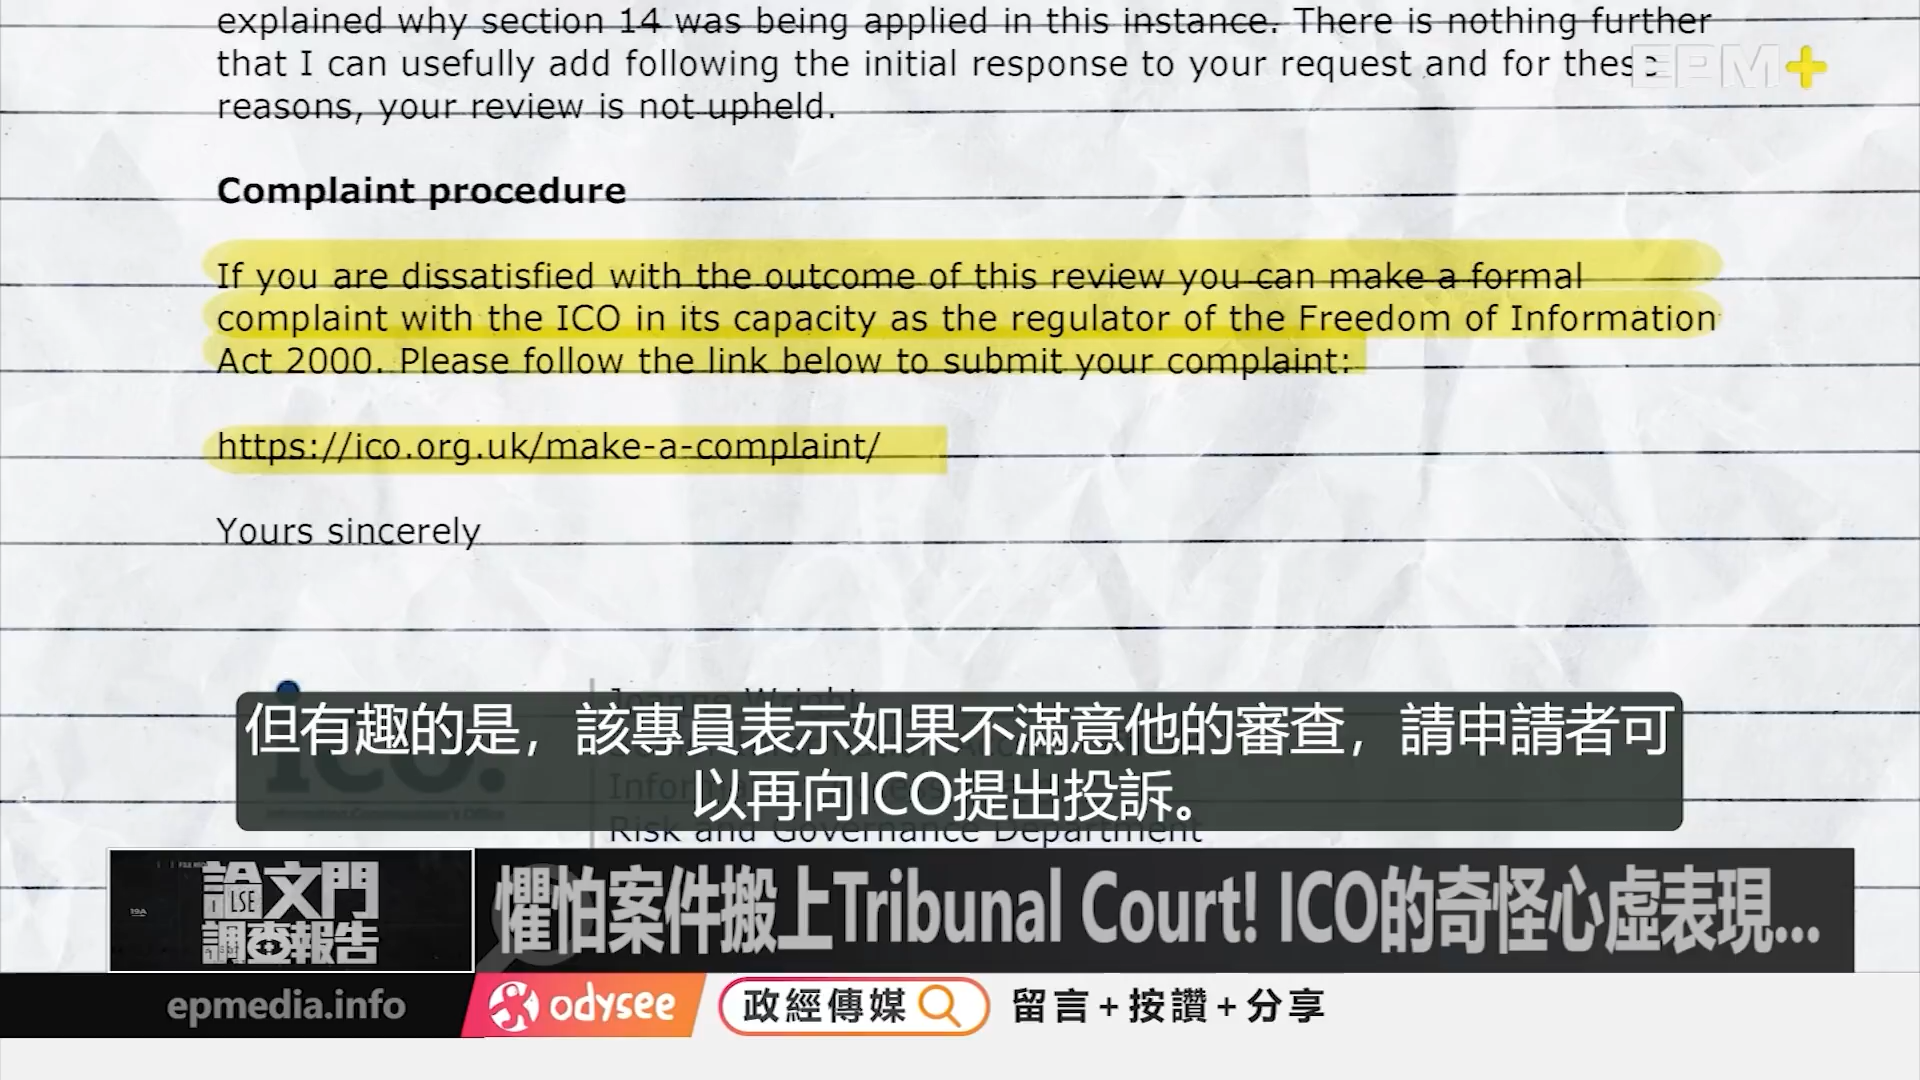 explained why section 14 was being applied in this instance. There is nothing further
that I can usefully add following the initial response to your request and for these
reasons, your review is not upheld.
EPM+
Complaint procedure
If you are dissatisfied with the outcome of this review you can make a formal
complaint with the ICO in its capacity as the regulator of the Freedom of Information
Act 2000. Please follow the link below to submit your complaint:
https://ico.org.uk/make-a-complaint/
Yours sincerely
Joanne Wright
ico.
Risk and Governance Department
但有趣的是，該專員表示如果不滿意他的審查，請申請者可
以再向ICO提出投訴。
論文門
LSE
調查報告
懼怕案件搬上Tribunal Court! ICO的奇怪心虛表現...
epmedia.info
odysee
政經傳媒
留言+按讚+分享